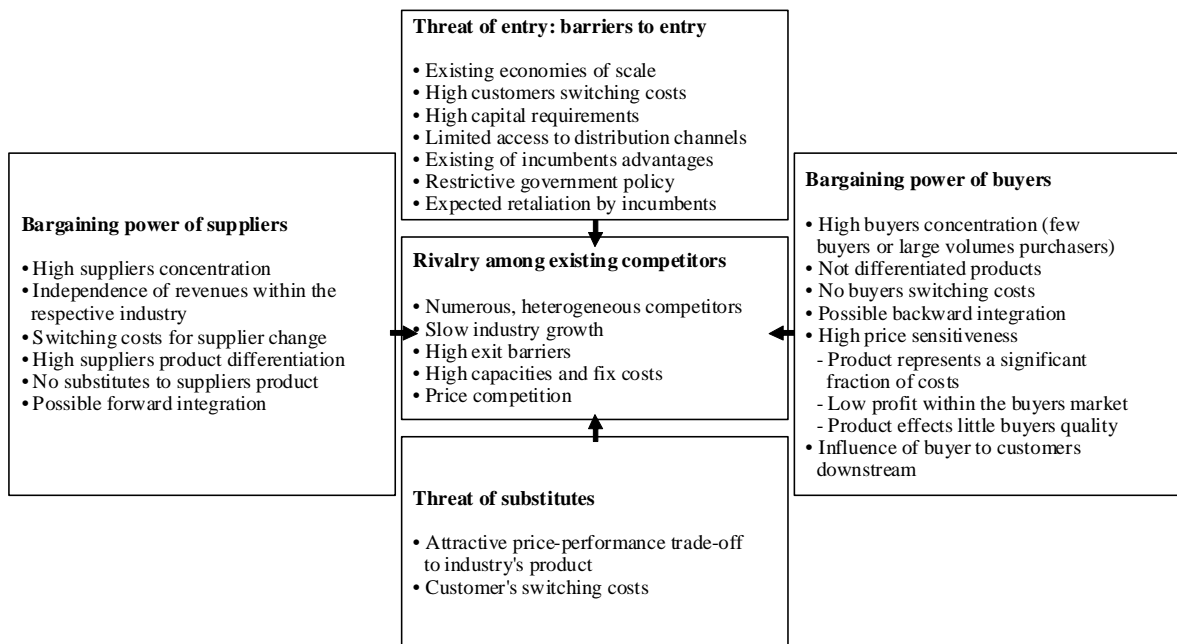 Threat of entry: barriers to entry
• Existing economies of scale
• High customers switching costs
• High capital requirements
• Limited access to distribution channels
• Existing of incumbents advantages
• Restrictive government policy
• Expected retaliation by incumbents
Bargaining power of suppliers
• High suppliers concentration
• Independence of revenues within the
respective industry
• Switching costs for supplier change
• High suppliers product differentiation
• No substitutes to suppliers product
• Possible forward integration
Rivalry among existing competitors
• Numerous, heterogeneous competitors
• Slow industry growth
• High exit barriers
• High capacities and fix costs
• Price competition
Bargaining power of buyers
• High buyers concentration (few
buyers or large volumes purchasers)
• Not differentiated products
• No buyers switching costs
• Possible backward integration
• High price sensitiveness
- Product represents a significant
fraction of costs
- Low profit within the buyers market
- Product effects little buyers quality
• Influence of buyer to customers
downstream
Threat of substitutes
• Attractive price-performance trade-off
to industry's product
• Customer's switching costs